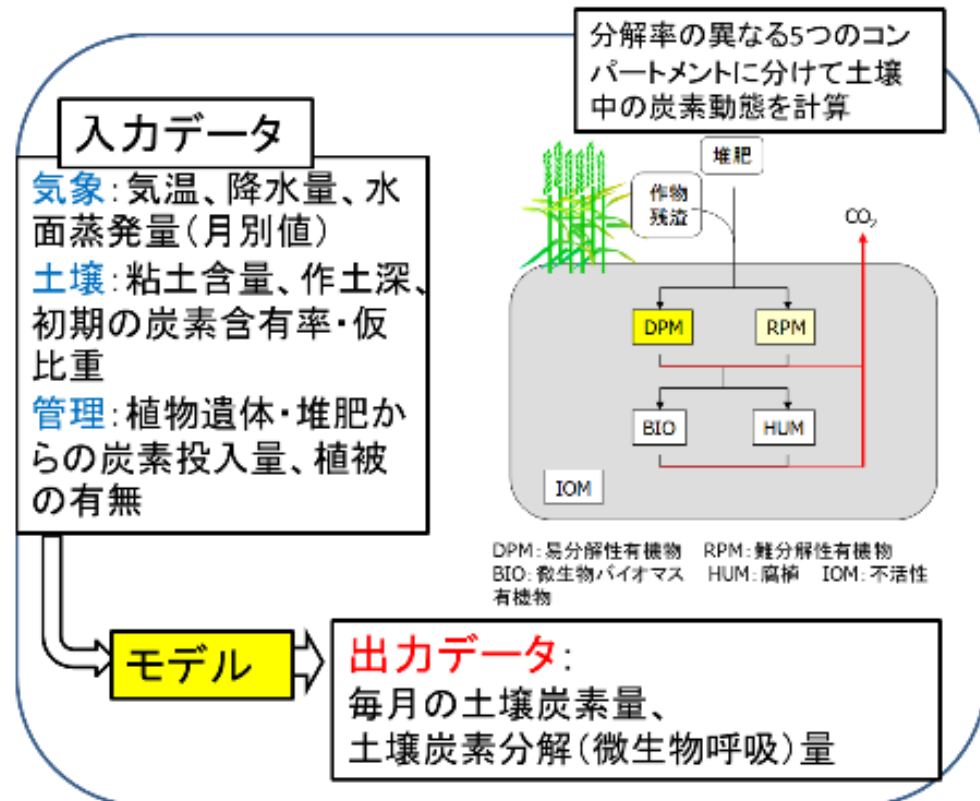 分解率の異なる5つのコン
パートメントに分けて土壌
中の炭素動態を計算
入力データ
気象:気温、降水量、水
面蒸発量(月別値)
土壌:粘土含量、作土深、
初期の炭素含有率・仮
比重
管理:植物遺体・堆肥か
らの炭素投入量、植被
の有無
堆肥
作物
残渣
CO₂
DPM
RPM
BIO
HUM
IOM
DPM:易分解性有機物 RPM:難分解性有機物
BIO:微生物バイオマス HUM:腐植 IOM:不活性
有機物
モデル
出力データ:
毎月の土壌炭素量、
土壌炭素分解(微生物呼吸)量